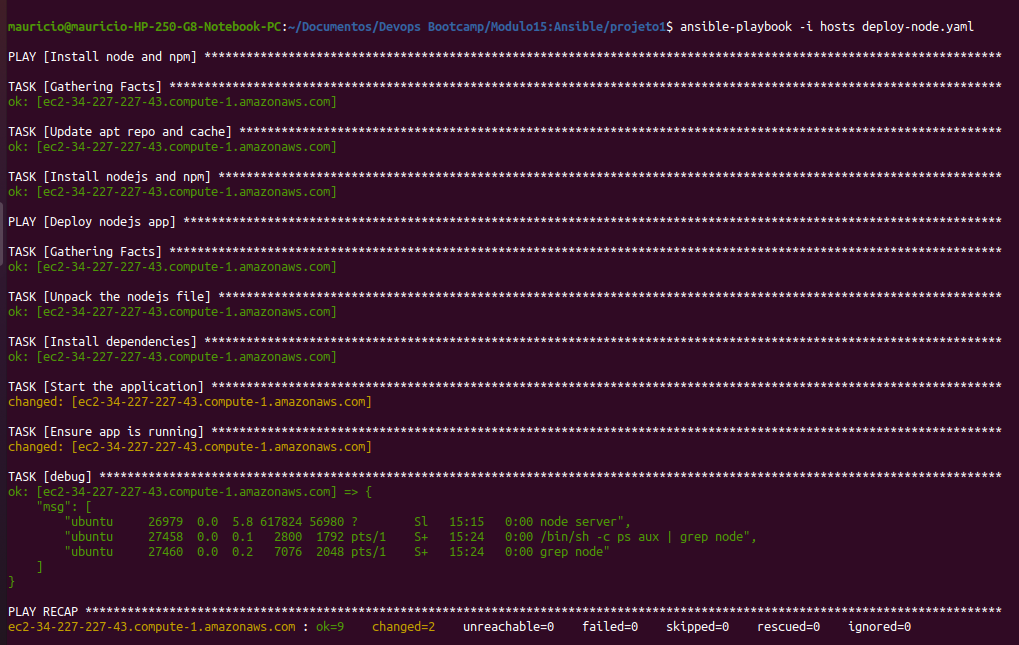 mauricio@mauricio-HP-250-G8-Notebook-PC:~/Documentos/Devops Bootcamp/Modulo15:Ansible/projeto1$ ansible-playbook -i hosts deploy-node.yaml
PLAY [Install node and npm] ******************************************************************************************************************
TASK [Gathering Facts] ***********************************************************************************************************************
ok: [ec2-34-227-227-43.compute-1.amazonaws.com]
TASK [Update apt repo and cache] *************************************************************************************************************
ok: [ec2-34-227-227-43.compute-1.amazonaws.com]
TASK [Install nodejs and npm] ****************************************************************************************************************
ok: [ec2-34-227-227-43.compute-1.amazonaws.com]
PLAY [Deploy nodejs app] *********************************************************************************************************************
TASK [Gathering Facts] ***********************************************************************************************************************
ok: [ec2-34-227-227-43.compute-1.amazonaws.com]
TASK [Unpack the nodejs file] ****************************************************************************************************************
ok: [ec2-34-227-227-43.compute-1.amazonaws.com]
TASK [Install dependencies] ******************************************************************************************************************
ok: [ec2-34-227-227-43.compute-1.amazonaws.com]
TASK [Start the application] *****************************************************************************************************************
changed: [ec2-34-227-227-43.compute-1.amazonaws.com]
TASK [Ensure app is running] *****************************************************************************************************************
changed: [ec2-34-227-227-43.compute-1.amazonaws.com]
TASK [debug] *********************************************************************************************************************************
ok: [ec2-34-227-227-43.compute-1.amazonaws.com] => {
    "msg": [
        "ubuntu     26979  0.0  5.8 617824 56980 ?        Sl   15:15   0:00 node server",
        "ubuntu     27458  0.0  0.1   2800  1792 pts/1    S+   15:24   0:00 /bin/sh -c ps aux | grep node",
        "ubuntu     27460  0.0  0.2   7076  2048 pts/1    S+   15:24   0:00 grep node"
    ]
}
PLAY RECAP ***********************************************************************************************************************************
ec2-34-227-227-43.compute-1.amazonaws.com : ok=9    changed=2    unreachable=0    failed=0    skipped=0    rescued=0    ignored=0